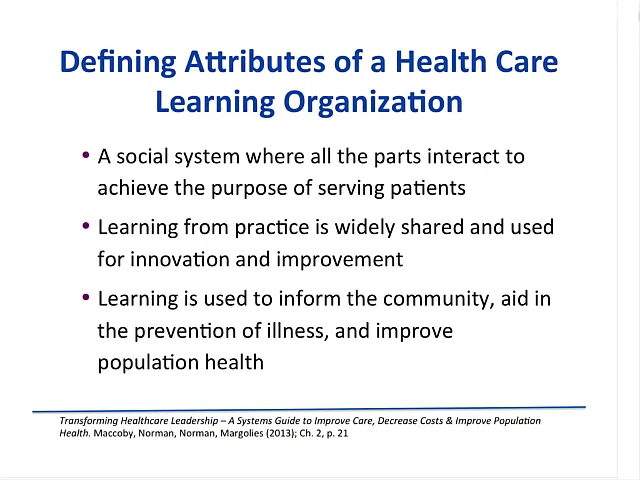 Defining Attributes of a Health Care
Learning Organization
• A social system where all the parts interact to
achieve the purpose of serving patients
• Learning from practice is widely shared and used
for innovation and improvement
• Learning is used to inform the community, aid in
the prevention of illness, and improve
population health
Transforming Healthcare Leadership – A Systems Guide to Improve Care, Decrease Costs & Improve Population
Health. Maccoby, Norman, Norman, Margolies (2013); Ch. 2, p. 21